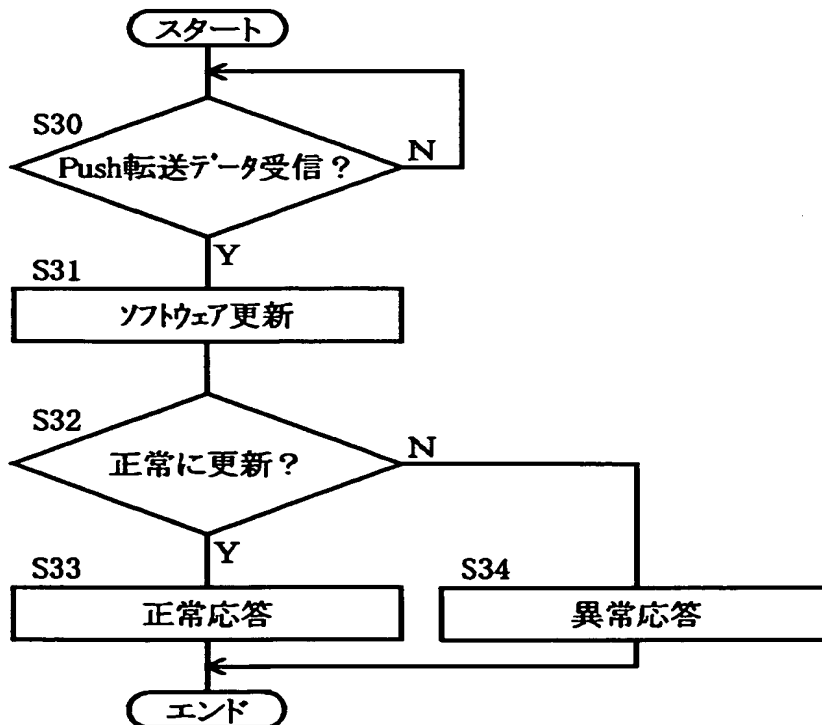 スタート
S30
Push転送データ受信？
N
Y
S31
ソフトウェア更新
S32
正常に更新？
N
Y
S33
正常応答
S34
異常応答
エンド